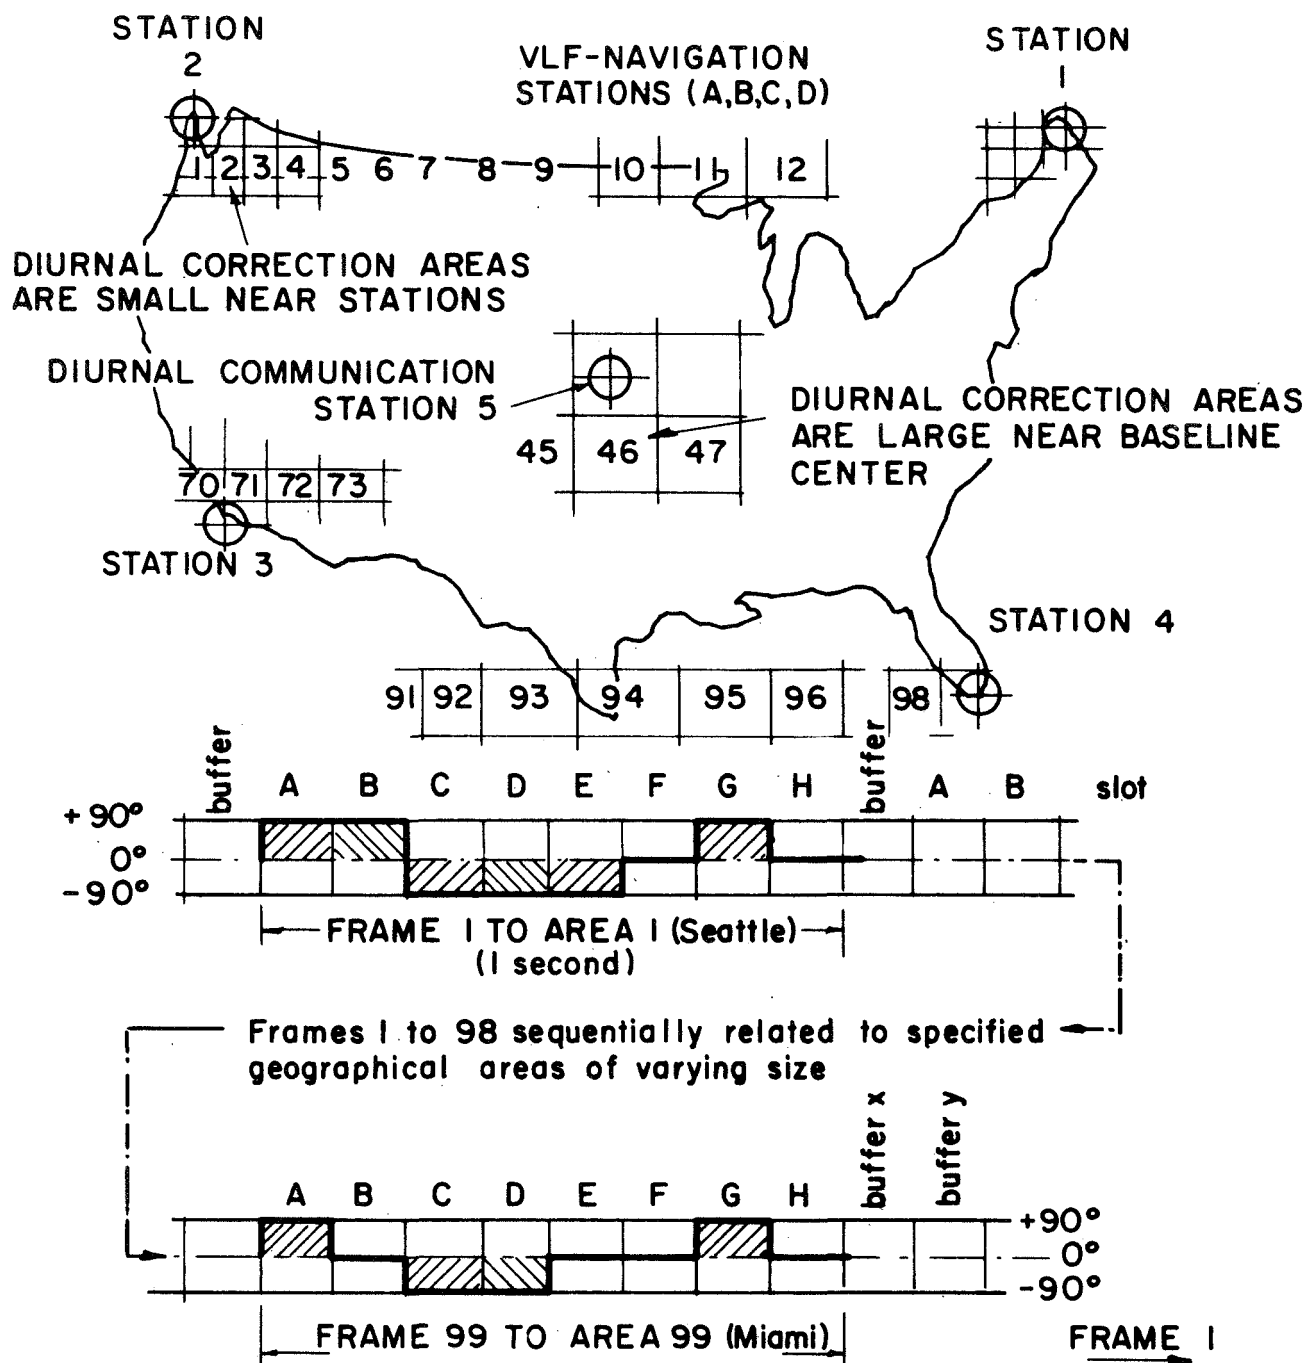 STATION
2
VLF-NAVIGATION
STATIONS (A,B,C,D)
STATION
1
1 2 3 4 5 6 7 8 9 10 11 12
DIURNAL CORRECTION AREAS
ARE SMALL NEAR STATIONS
DIURNAL COMMUNICATION
STATION 5
DIURNAL CORRECTION AREAS
ARE LARGE NEAR BASELINE
CENTER
45 46 47
70 71 72 73
STATION 3
STATION 4
91 92 93 94 95 96 98
buffer A B C D E F G H buffer A B slot
+90°
0°
-90°
FRAME 1 TO AREA 1 (Seattle)
(1 second)
Frames 1 to 98 sequentially related to specified
geographical areas of varying size
A B C D E F G H buffer x buffer y
+90°
0°
-90°
FRAME 99 TO AREA 99 (Miami)
FRAME 1